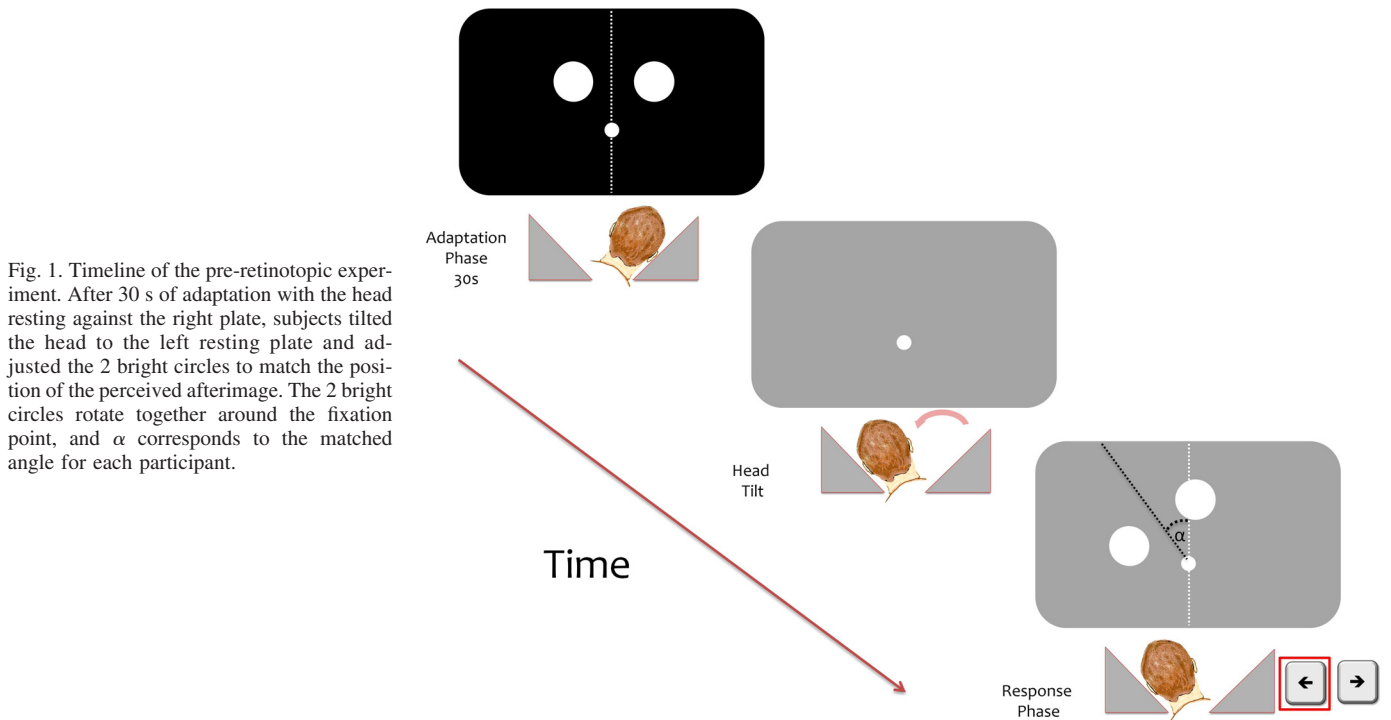 Adaptation
Phase
30s
Fig. 1. Timeline of the pre-retinotopic exper-
iment. After 30 s of adaptation with the head
resting against the right plate, subjects tilted
the head to the left resting plate and ad-
justed the 2 bright circles to match the posi-
tion of the perceived afterimage. The 2 bright
circles rotate together around the fixation
point, and α corresponds to the matched
angle for each participant.
Head
Tilt
Time
α
Response
Phase